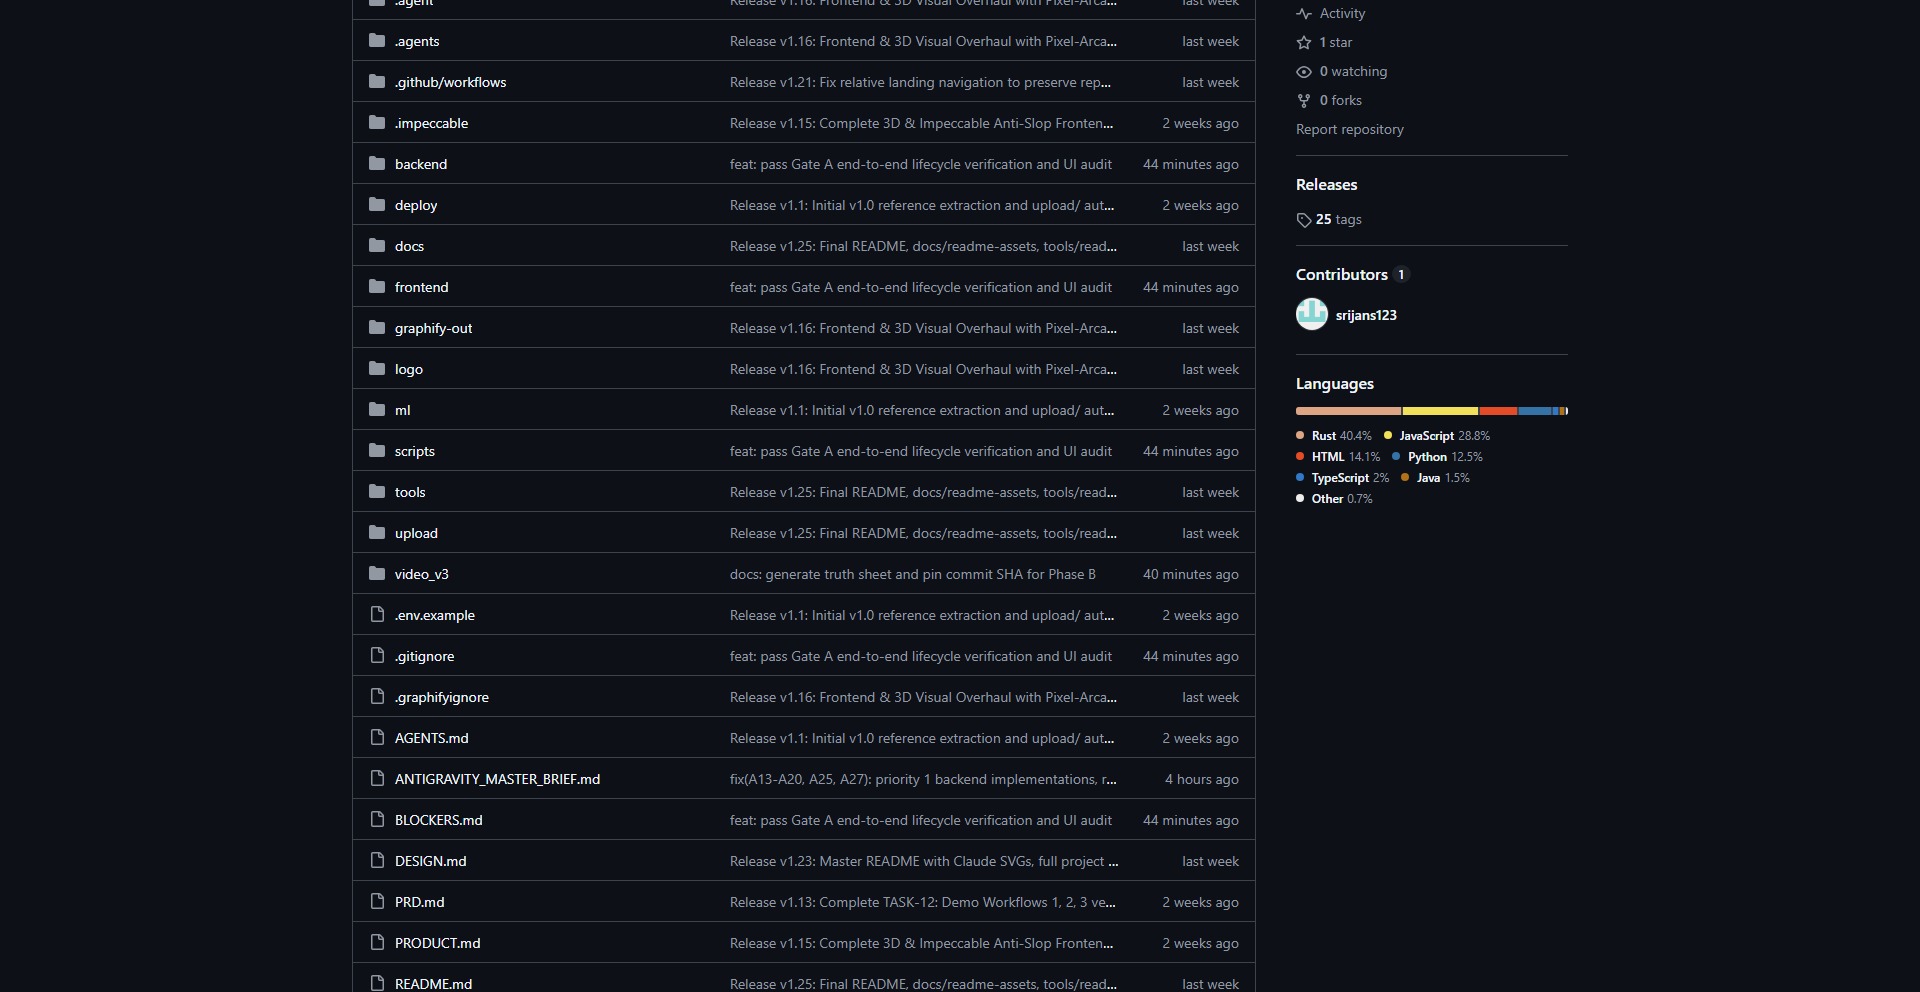 .agent Release v1.16: Frontend & 3D Visual Overhaul with Pixel-Arca... last week
.agents Release v1.16: Frontend & 3D Visual Overhaul with Pixel-Arca... last week
.github/workflows Release v1.21: Fix relative landing navigation to preserve rep... last week
.impeccable Release v1.15: Complete 3D & Impeccable Anti-Slop Fronten... 2 weeks ago
backend feat: pass Gate A end-to-end lifecycle verification and UI audit 44 minutes ago
deploy Release v1.1: Initial v1.0 reference extraction and upload/ aut... 2 weeks ago
docs Release v1.25: Final README, docs/readme-assets, tools/read... last week
frontend feat: pass Gate A end-to-end lifecycle verification and UI audit 44 minutes ago
graphify-out Release v1.16: Frontend & 3D Visual Overhaul with Pixel-Arca... last week
logo Release v1.16: Frontend & 3D Visual Overhaul with Pixel-Arca... last week
ml Release v1.1: Initial v1.0 reference extraction and upload/ aut... 2 weeks ago
scripts feat: pass Gate A end-to-end lifecycle verification and UI audit 44 minutes ago
tools Release v1.25: Final README, docs/readme-assets, tools/read... last week
upload Release v1.25: Final README, docs/readme-assets, tools/read... last week
video_v3 docs: generate truth sheet and pin commit SHA for Phase B 40 minutes ago
.env.example Release v1.1: Initial v1.0 reference extraction and upload/ aut... 2 weeks ago
.gitignore feat: pass Gate A end-to-end lifecycle verification and UI audit 44 minutes ago
.graphifyignore Release v1.16: Frontend & 3D Visual Overhaul with Pixel-Arca... last week
AGENTS.md Release v1.1: Initial v1.0 reference extraction and upload/ aut... 2 weeks ago
ANTIGRAVITY_MASTER_BRIEF.md fix(A13-A20, A25, A27): priority 1 backend implementations, r... 4 hours ago
BLOCKERS.md feat: pass Gate A end-to-end lifecycle verification and UI audit 44 minutes ago
DESIGN.md Release v1.23: Master README with Claude SVGs, full project ... last week
PRD.md Release v1.13: Complete TASK-12: Demo Workflows 1, 2, 3 ve... 2 weeks ago
PRODUCT.md Release v1.15: Complete 3D & Impeccable Anti-Slop Fronten... 2 weeks ago
README.md Release v1.25: Final README, docs/readme-assets, tools/read... last week
Activity
1 star
0 watching
0 forks
Report repository
Releases
25 tags
Contributors 1
srijans123
Languages
Rust 40.4% JavaScript 28.8%
HTML 14.1% Python 12.5%
TypeScript 2% Java 1.5%
Other 0.7%